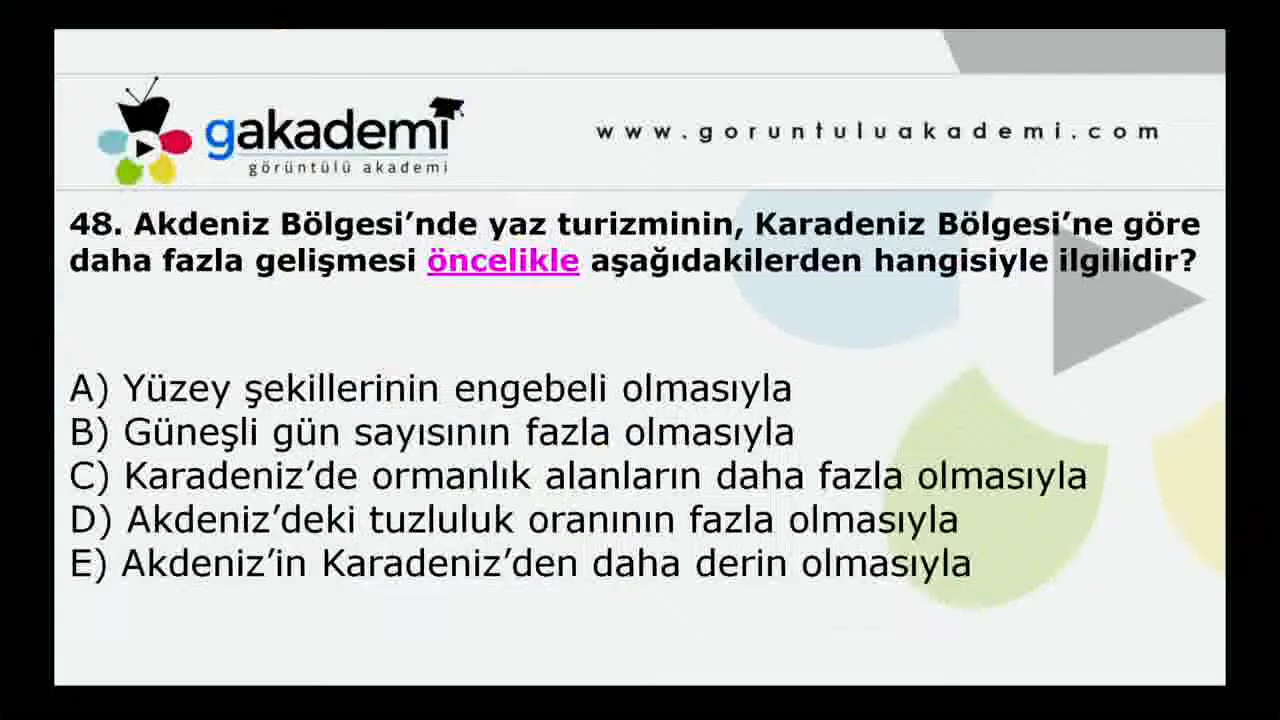 gakademi
görüntülü akademi
www.goruntuluakademi.com
48. Akdeniz Bölgesi’nde yaz turizminin, Karadeniz Bölgesi’ne göre
daha fazla gelişmesi öncelikle aşağıdakilerden hangisiyle ilgilidir?
A) Yüzey şekillerinin engebeli olmasıyla
B) Güneşli gün sayısının fazla olmasıyla
C) Karadeniz’de ormanlık alanların daha fazla olmasıyla
D) Akdeniz’deki tuzluluk oranının fazla olmasıyla
E) Akdeniz’in Karadeniz’den daha derin olmasıyla